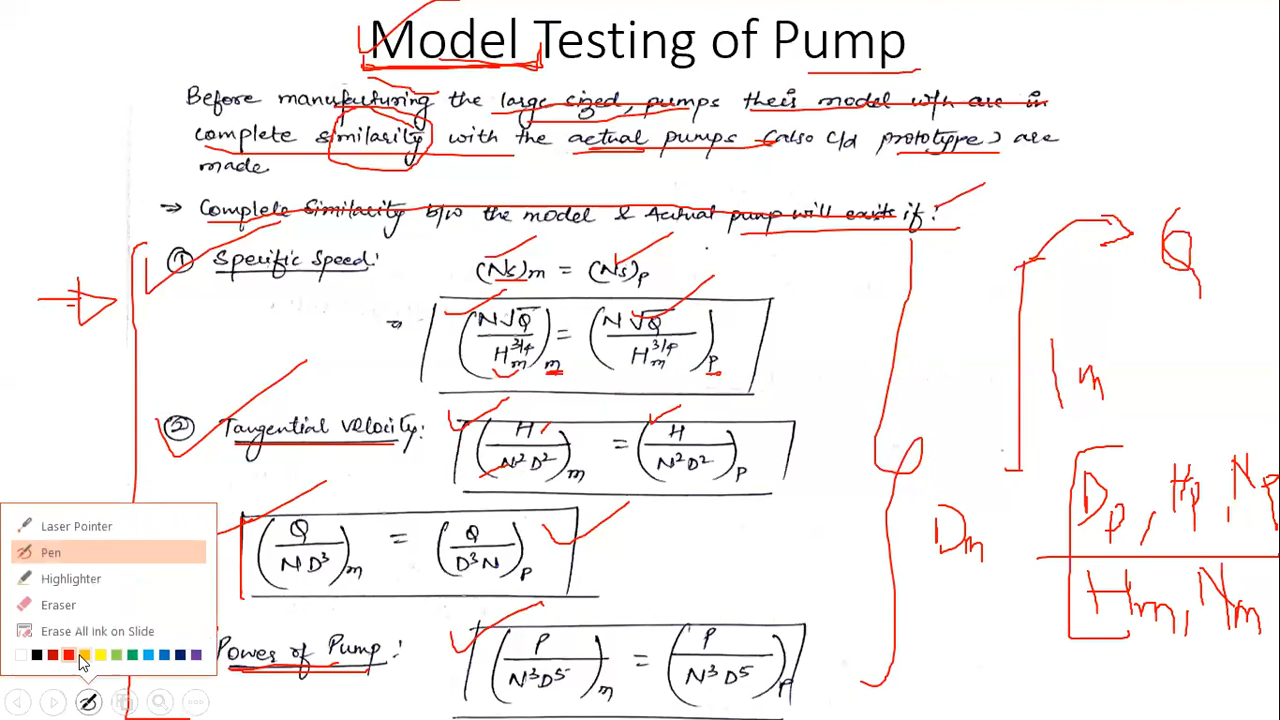 Model Testing of Pump
Before manufacturing the large sized pumps their model wth are in
complete similarity with the actual pumps (also c/d prototype) are
made
⇒ Complete Similarity b/w the model & Actual pump will exits if:
① Specific Speed: (Ns)m = (Ns)p
⇒ (N√Q / Hm^3/4)m = (N√Q / Hm^3/4)p
② Tangential Velocity: (H / N²D²)m = (H / N²D²)p
(Q / ND³)m = (Q / D³N)p
Power of Pump: (P / N³D⁵)m = (P / N³D⁵)p
Q
1 m
Dm
Dp, Hp, Np
Hm, Nm
Laser Pointer
Pen
Highlighter
Eraser
Erase All Ink on Slide